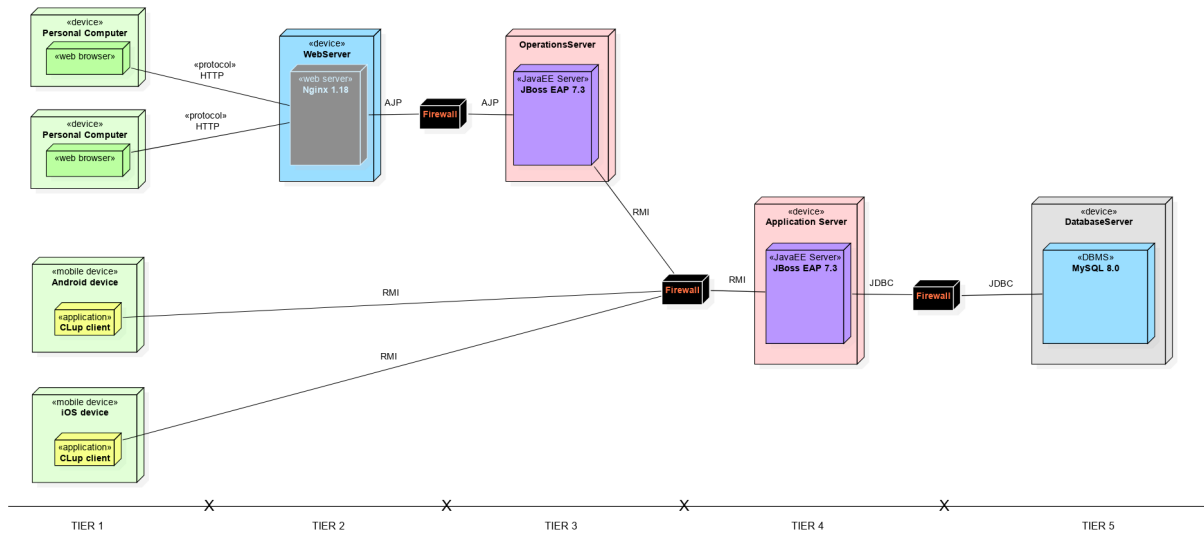 «device»
Personal Computer
«web browser»
«protocol»
HTTP
«device»
Personal Computer
«web browser»
«protocol»
HTTP
«device»
WebServer
«web server»
Nginx 1.18
AJP
Firewall
AJP
OperationsServer
«JavaEE Server»
JBoss EAP 7.3
RMI
«mobile device»
Android device
«application»
CLup client
RMI
«mobile device»
iOS device
«application»
CLup client
RMI
Firewall
RMI
«device»
Application Server
«JavaEE Server»
JBoss EAP 7.3
JDBC
Firewall
JDBC
«device»
DatabaseServer
«DBMS»
MySQL 8.0
X
X
X
X
TIER 1
TIER 2
TIER 3
TIER 4
TIER 5